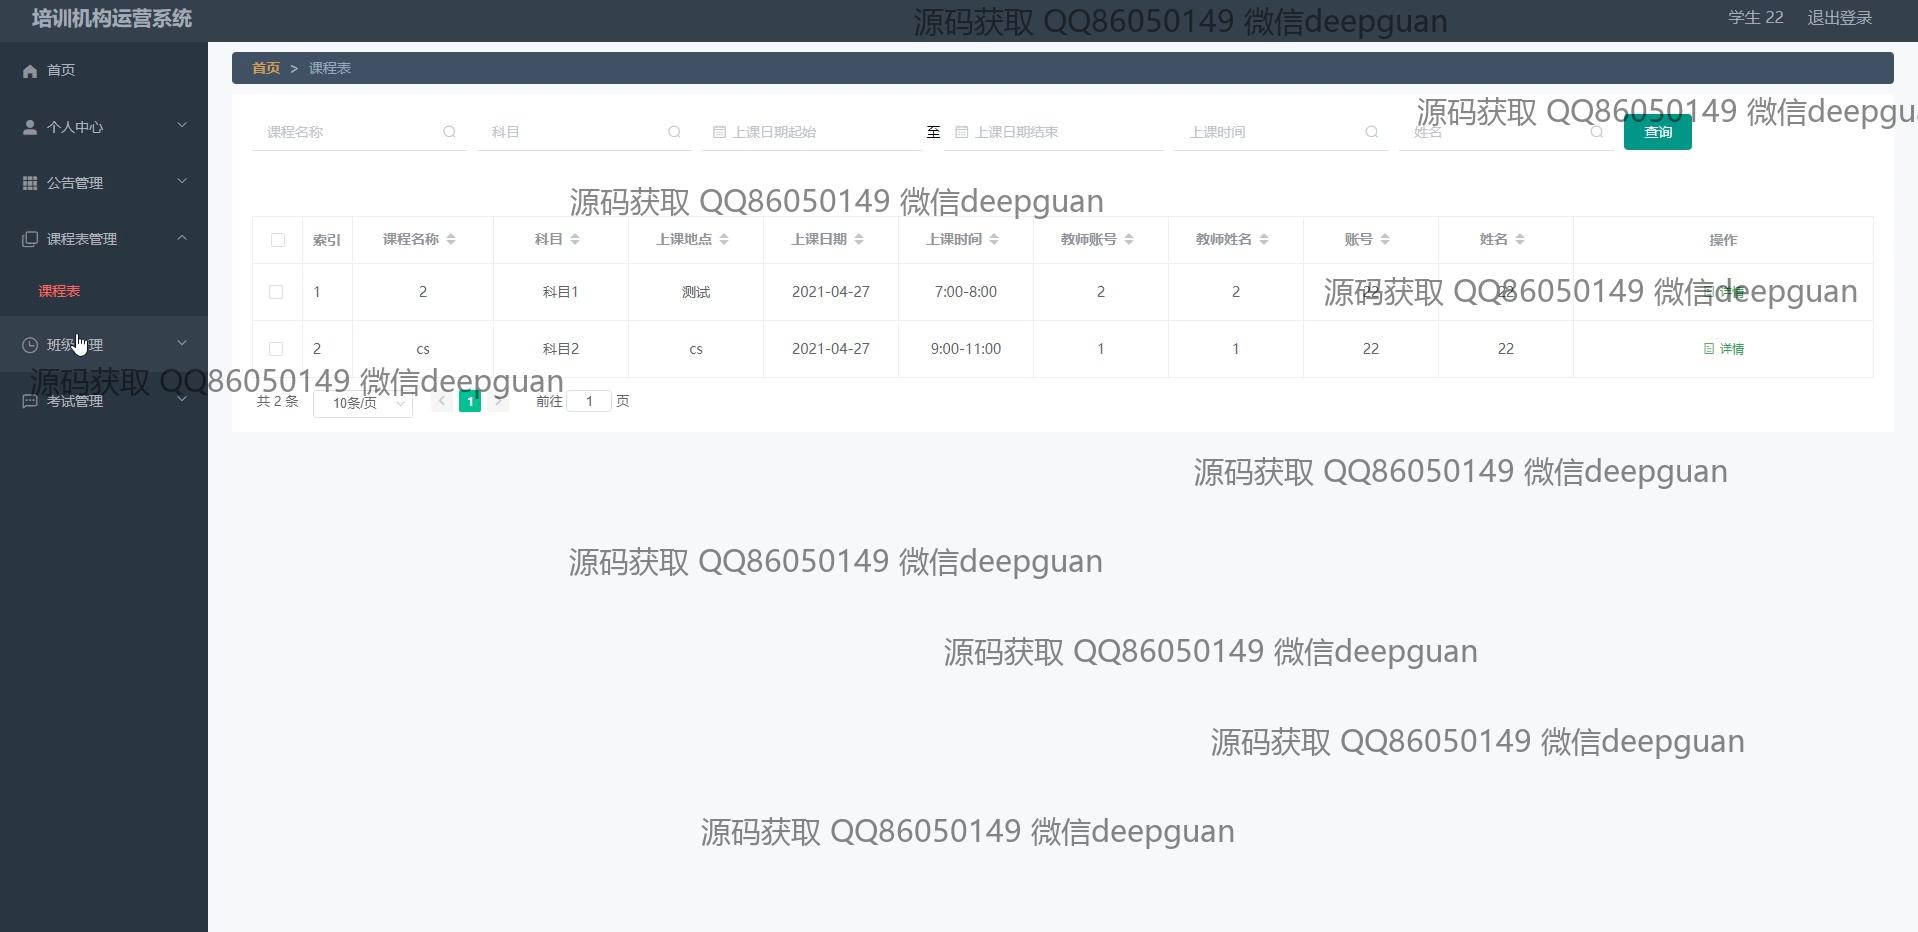 培训机构运营系统
源码获取 QQ86050149 微信deepguan
学生 22 退出登录
首页
个人中心
公告管理
课程表管理
课程表
班级管理
考试管理
首页 > 课程表
源码获取 QQ86050149 微信deepgu
课程名称 科目 上课日期起始 至 上课日期结束 上课时间 姓名 查询
源码获取 QQ86050149 微信deepguan
索引 课程名称 科目 上课地点 上课日期 上课时间 教师账号 教师姓名 账号 姓名 操作
1 2 科目1 测试 2021-04-27 7:00-8:00 2 2 22 22 详情
源码获取 QQ86050149 微信deepguan
2 cs 科目2 cs 2021-04-27 9:00-11:00 1 1 22 22 详情
源码获取 QQ86050149 微信deepguan
共 2 条 10条/页 < 1 > 前往 1 页
源码获取 QQ86050149 微信deepguan
源码获取 QQ86050149 微信deepguan
源码获取 QQ86050149 微信deepguan
源码获取 QQ86050149 微信deepguan
源码获取 QQ86050149 微信deepguan